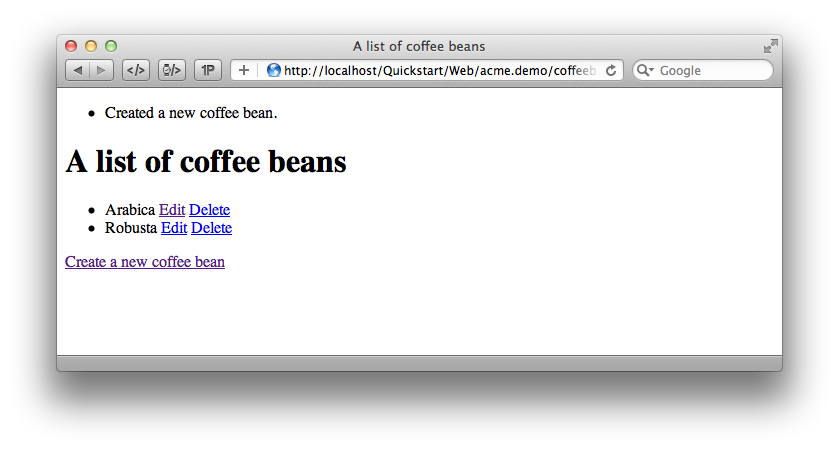 A list of coffee beans
</> /> 1P + http://localhost/Quickstart/Web/acme.demo/coffeeb Google
• Created a new coffee bean.
A list of coffee beans
• Arabica Edit Delete
• Robusta Edit Delete
Create a new coffee bean